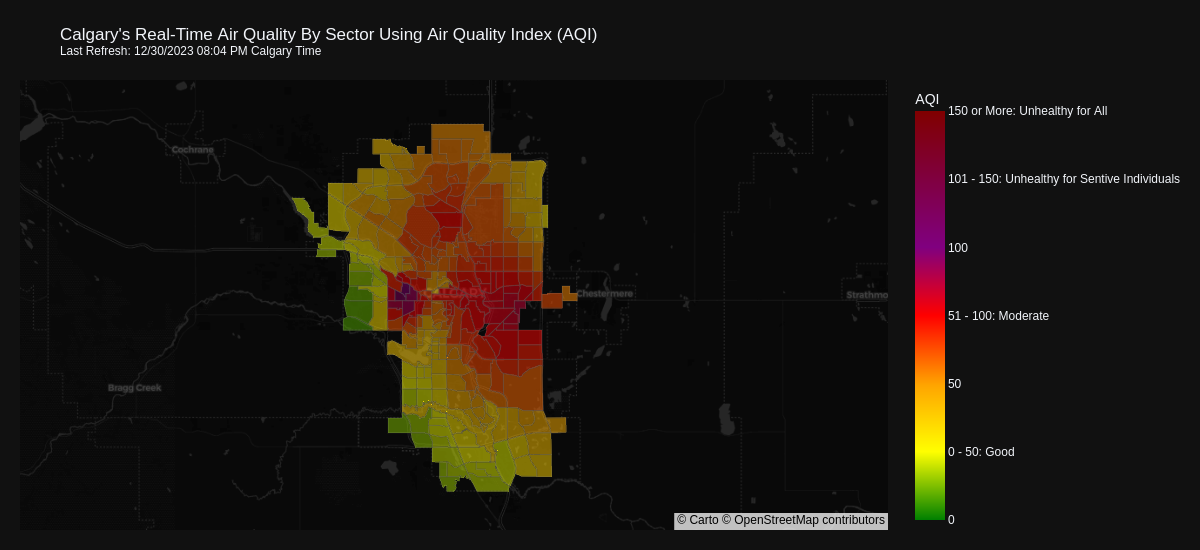 Calgary's Real-Time Air Quality By Sector Using Air Quality Index (AQI)
Last Refresh: 12/30/2023 08:04 PM Calgary Time
AQI
150 or More: Unhealthy for All
Cochrane
101 - 150: Unhealthy for Sentive Individuals
100
CALGARY
Chestermere
Strathmo
51 - 100: Moderate
Bragg Creek
50
0 - 50: Good
0
© Carto © OpenStreetMap contributors